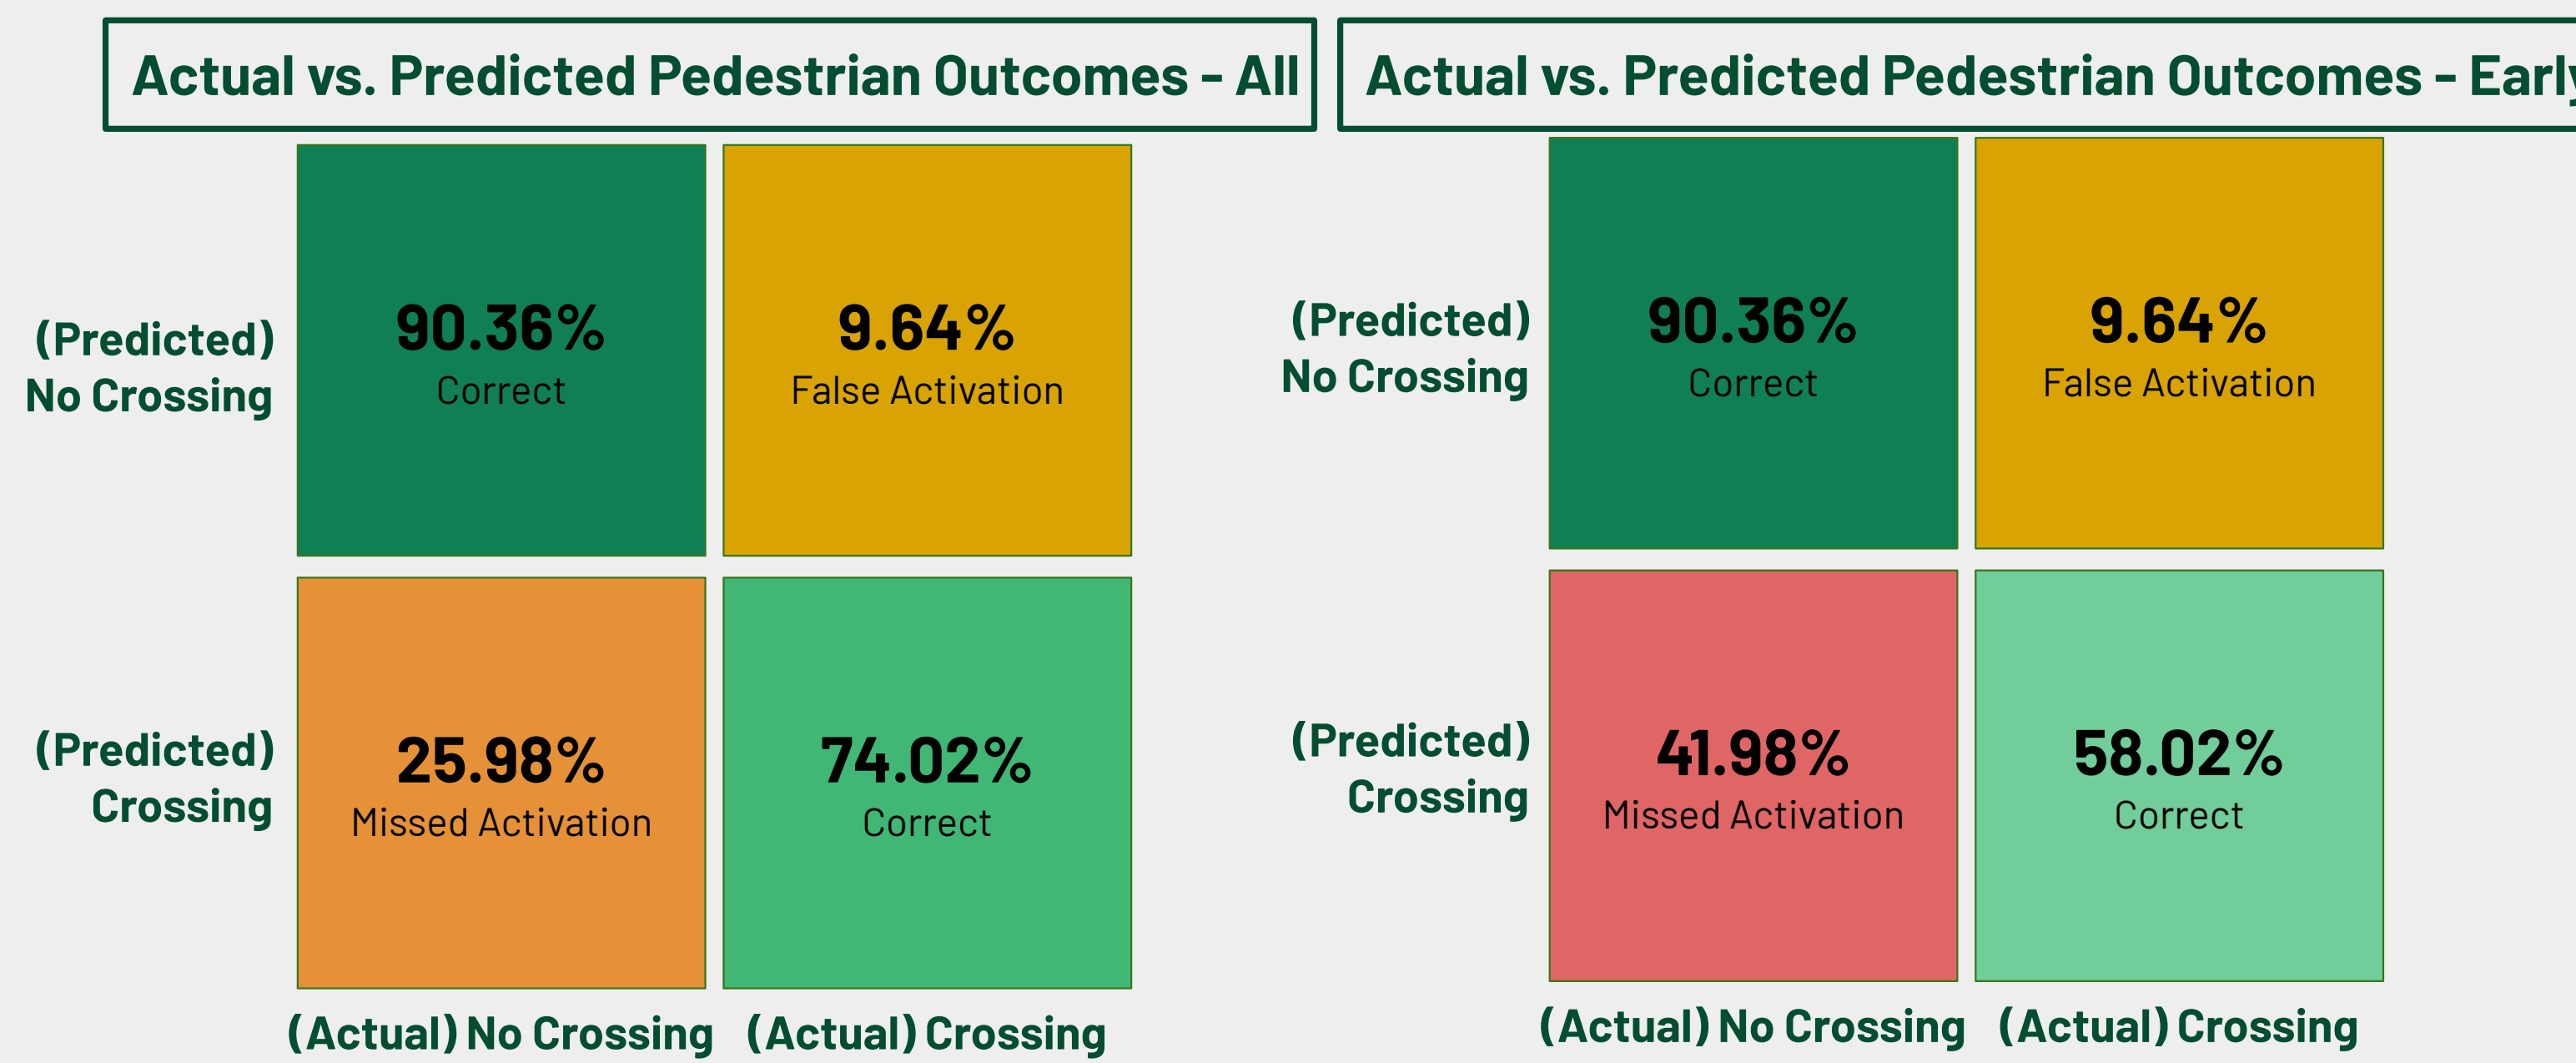 Actual vs. Predicted Pedestrian Outcomes - All
(Predicted)
No Crossing
90.36%
Correct
9.64%
False Activation
(Predicted)
Crossing
25.98%
Missed Activation
74.02%
Correct
(Actual) No Crossing
(Actual) Crossing
Actual vs. Predicted Pedestrian Outcomes - Early
(Predicted)
No Crossing
90.36%
Correct
9.64%
False Activation
(Predicted)
Crossing
41.98%
Missed Activation
58.02%
Correct
(Actual) No Crossing
(Actual) Crossing